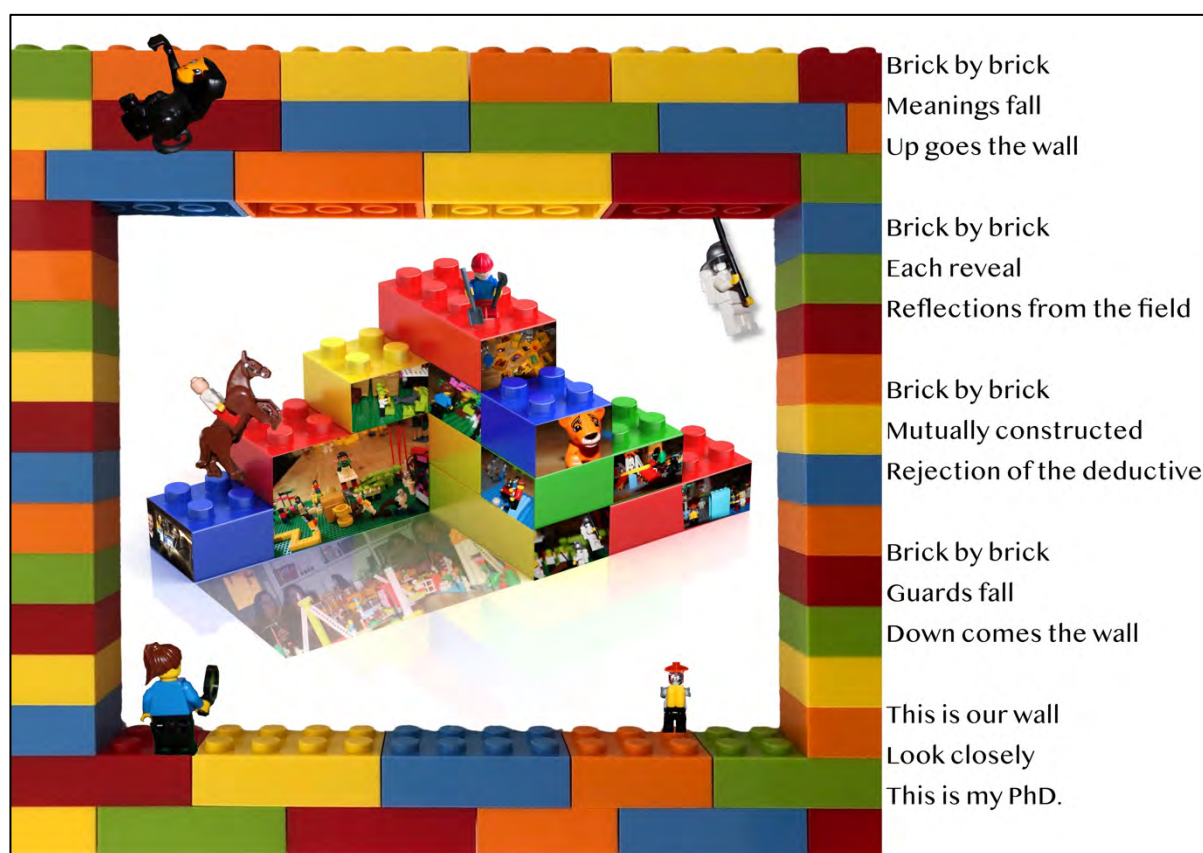 Brick by brick
Meanings fall
Up goes the wall
Brick by brick
Each reveal
Reflections from the field
Brick by brick
Mutually constructed
Rejection of the deductive
Brick by brick
Guards fall
Down comes the wall
This is our wall
Look closely
This is my PhD.